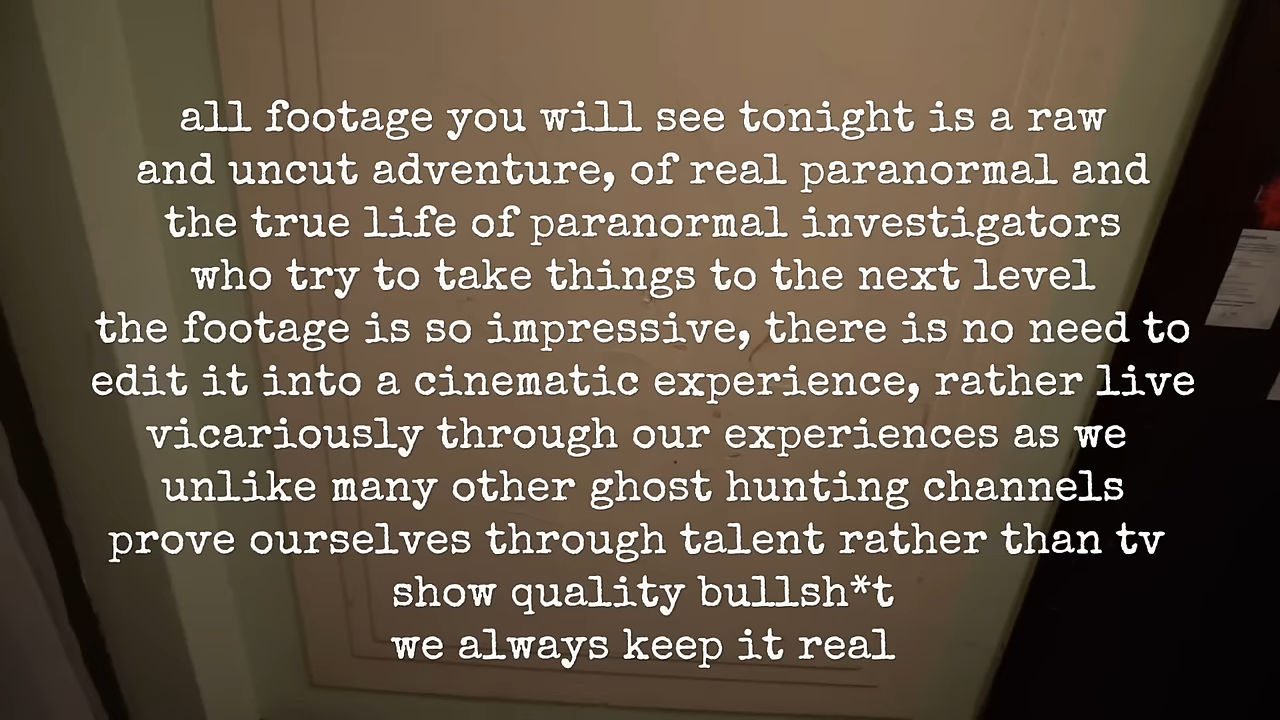 all footage you will see tonight is a raw
and uncut adventure, of real paranormal and
the true life of paranormal investigators
who try to take things to the next level
the footage is so impressive, there is no need to
edit it into a cinematic experience, rather live
vicariously through our experiences as we
unlike many other ghost hunting channels
prove ourselves through talent rather than tv
show quality bullsh*t
we always keep it real